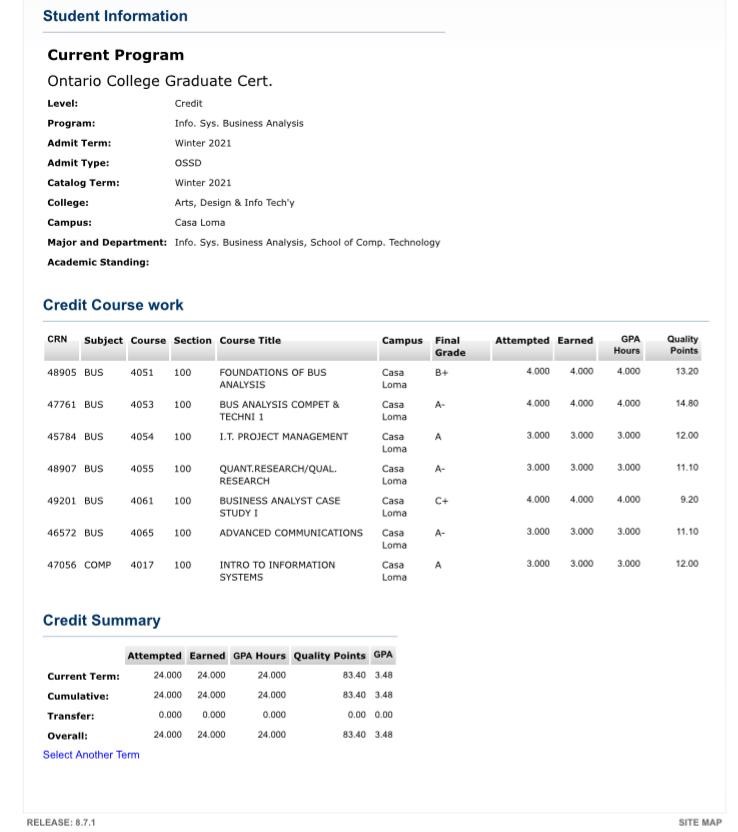 Student Information
Current Program
Ontario College Graduate Cert.
Level: Credit
Program: Info. Sys. Business Analysis
Admit Term: Winter 2021
Admit Type: OSSD
Catalog Term: Winter 2021
College: Arts, Design & Info Tech'y
Campus: Casa Loma
Major and Department: Info. Sys. Business Analysis, School of Comp. Technology
Academic Standing:
Credit Course work
CRN Subject Course Section Course Title Campus Final Grade Attempted Earned GPA Hours Quality Points
48905 BUS 4051 100 FOUNDATIONS OF BUS ANALYSIS Casa Loma B+ 4.000 4.000 4.000 13.20
47761 BUS 4053 100 BUS ANALYSIS COMPET & TECHNI 1 Casa Loma A- 4.000 4.000 4.000 14.80
45784 BUS 4054 100 I.T. PROJECT MANAGEMENT Casa Loma A 3.000 3.000 3.000 12.00
48907 BUS 4055 100 QUANT.RESEARCH/QUAL. RESEARCH Casa Loma A- 3.000 3.000 3.000 11.10
49201 BUS 4061 100 BUSINESS ANALYST CASE STUDY I Casa Loma C+ 4.000 4.000 4.000 9.20
46572 BUS 4065 100 ADVANCED COMMUNICATIONS Casa Loma A- 3.000 3.000 3.000 11.10
47056 COMP 4017 100 INTRO TO INFORMATION SYSTEMS Casa Loma A 3.000 3.000 3.000 12.00
Credit Summary
Attempted Earned GPA Hours Quality Points GPA
Current Term: 24.000 24.000 24.000 83.40 3.48
Cumulative: 24.000 24.000 24.000 83.40 3.48
Transfer: 0.000 0.000 0.000 0.00 0.00
Overall: 24.000 24.000 24.000 83.40 3.48
Select Another Term
RELEASE: 8.7.1 SITE MAP